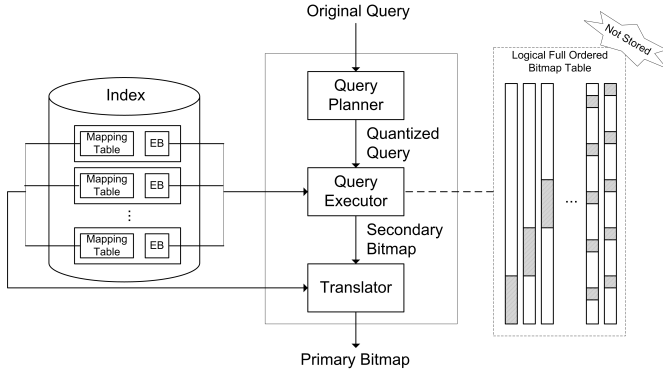 Original Query
Not Stored
Logical Full Ordered
Bitmap Table
Index
Query
Planner
Mapping
Table
EB
Quantized
Query
Mapping
Table
EB
Query
Executor
...
...
Secondary
Bitmap
Mapping
Table
EB
Translator
Primary Bitmap